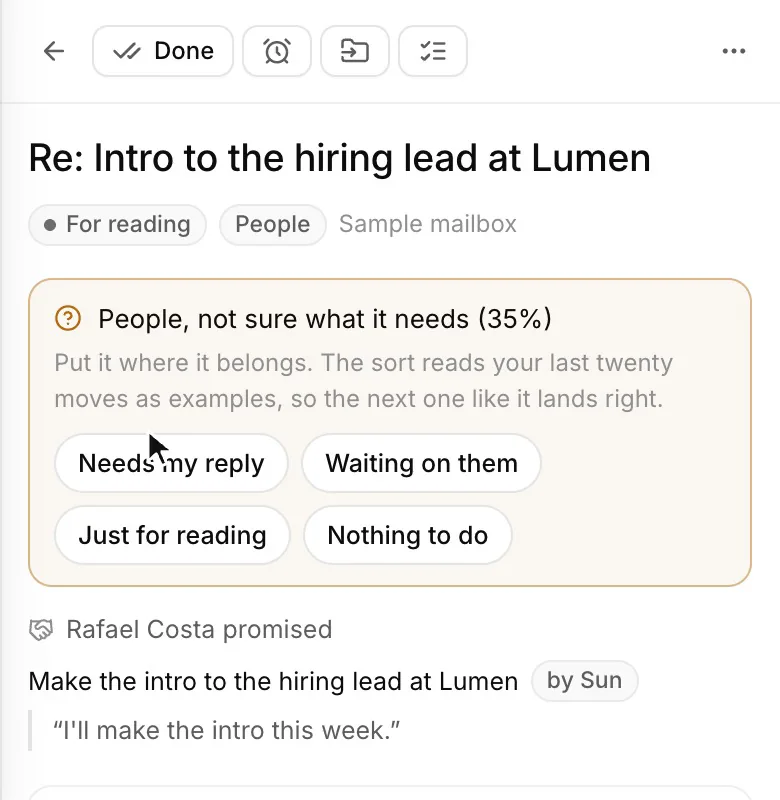 Done
Re: Intro to the hiring lead at Lumen
For reading People Sample mailbox
People, not sure what it needs (35%)
Put it where it belongs. The sort reads your last twenty
moves as examples, so the next one like it lands right.
Needs my reply Waiting on them
Just for reading Nothing to do
Rafael Costa promised
Make the intro to the hiring lead at Lumen by Sun
“I'll make the intro this week.”